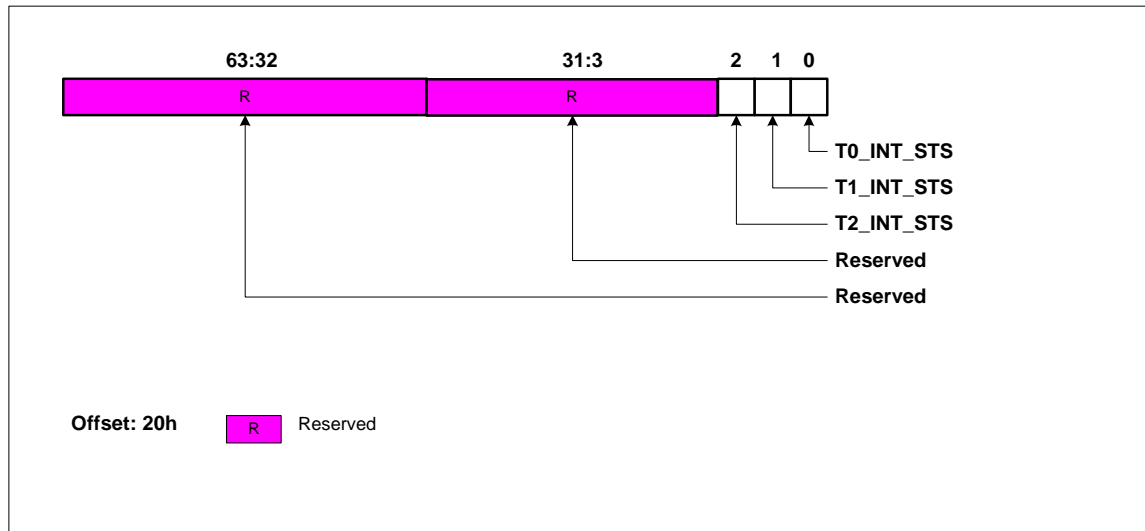 63:32 31:3 2 1 0
R R
T0_INT_STS
T1_INT_STS
T2_INT_STS
Reserved
Reserved
Offset: 20h R Reserved